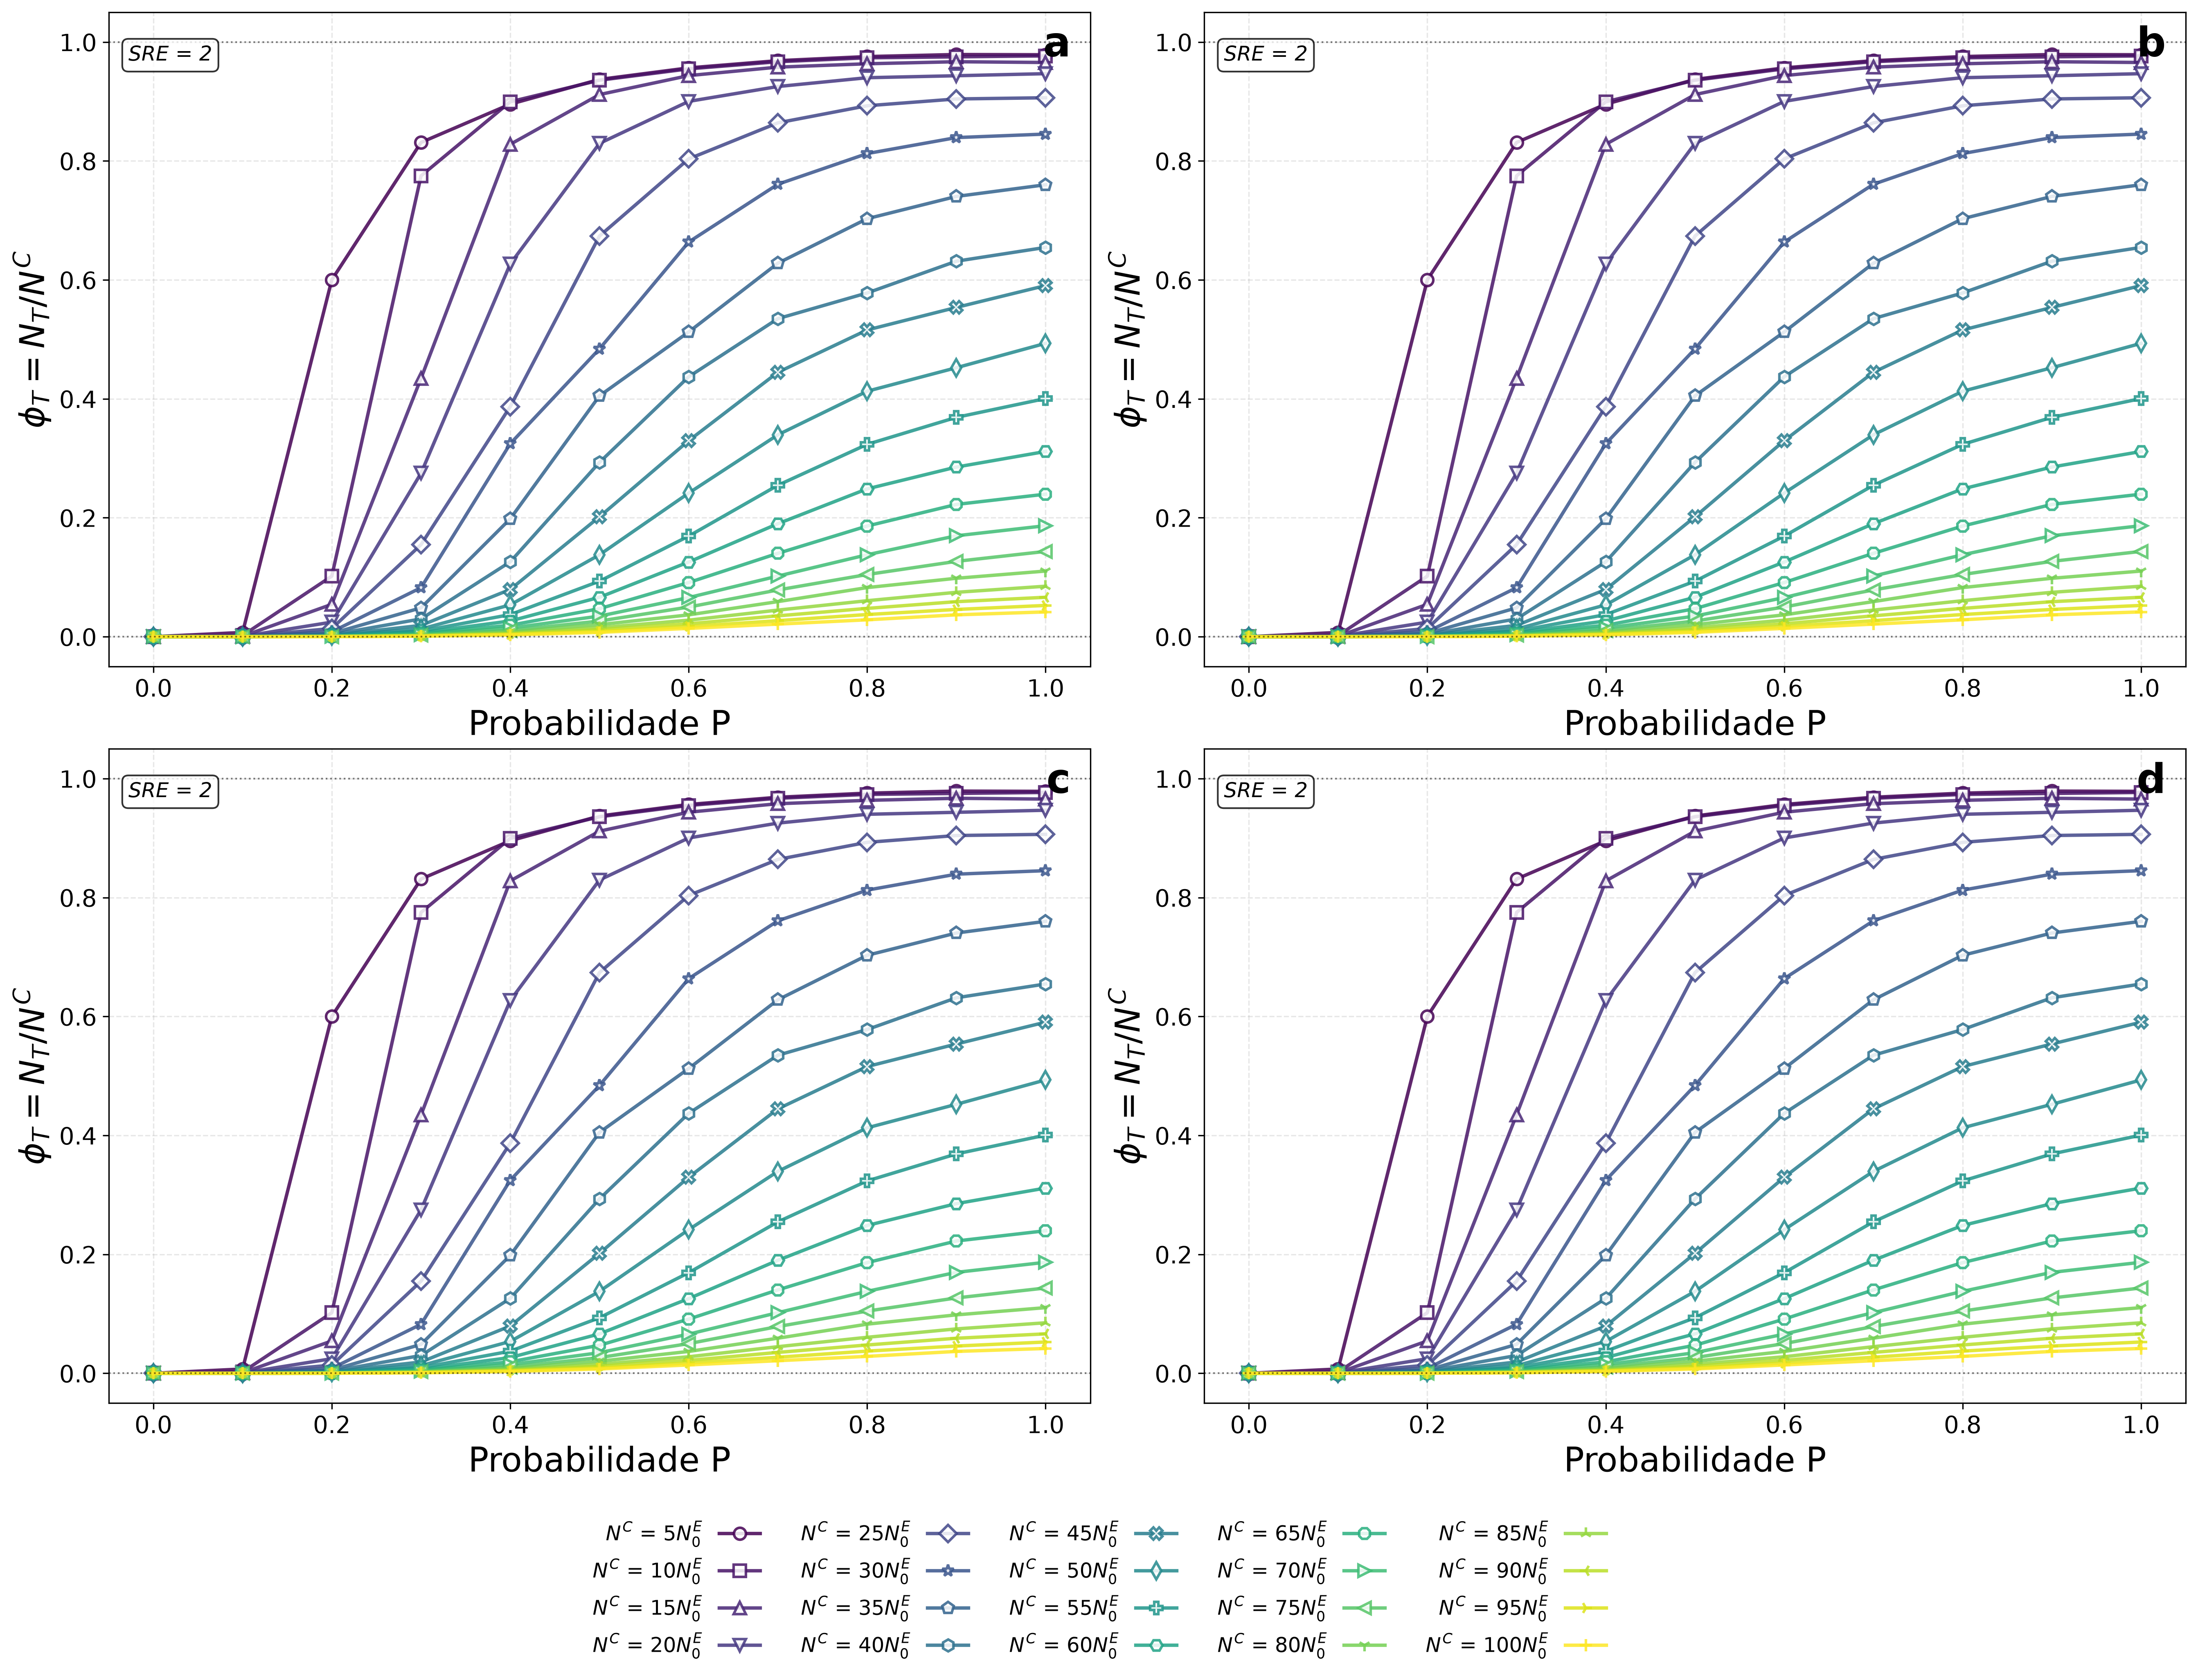 a
SRE = 2
1.0
0.8
0.6
0.4
0.2
0.0
ϕ_T = N_T/N^C
0.0 0.2 0.4 0.6 0.8 1.0
Probabilidade P
b
SRE = 2
1.0
0.8
0.6
0.4
0.2
0.0
ϕ_T = N_T/N^C
0.0 0.2 0.4 0.6 0.8 1.0
Probabilidade P
c
SRE = 2
1.0
0.8
0.6
0.4
0.2
0.0
ϕ_T = N_T/N^C
0.0 0.2 0.4 0.6 0.8 1.0
Probabilidade P
d
SRE = 2
1.0
0.8
0.6
0.4
0.2
0.0
ϕ_T = N_T/N^C
0.0 0.2 0.4 0.6 0.8 1.0
Probabilidade P
N^C = 5N_0^E N^C = 25N_0^E N^C = 45N_0^E N^C = 65N_0^E N^C = 85N_0^E
N^C = 10N_0^E N^C = 30N_0^E N^C = 50N_0^E N^C = 70N_0^E N^C = 90N_0^E
N^C = 15N_0^E N^C = 35N_0^E N^C = 55N_0^E N^C = 75N_0^E N^C = 95N_0^E
N^C = 20N_0^E N^C = 40N_0^E N^C = 60N_0^E N^C = 80N_0^E N^C = 100N_0^E